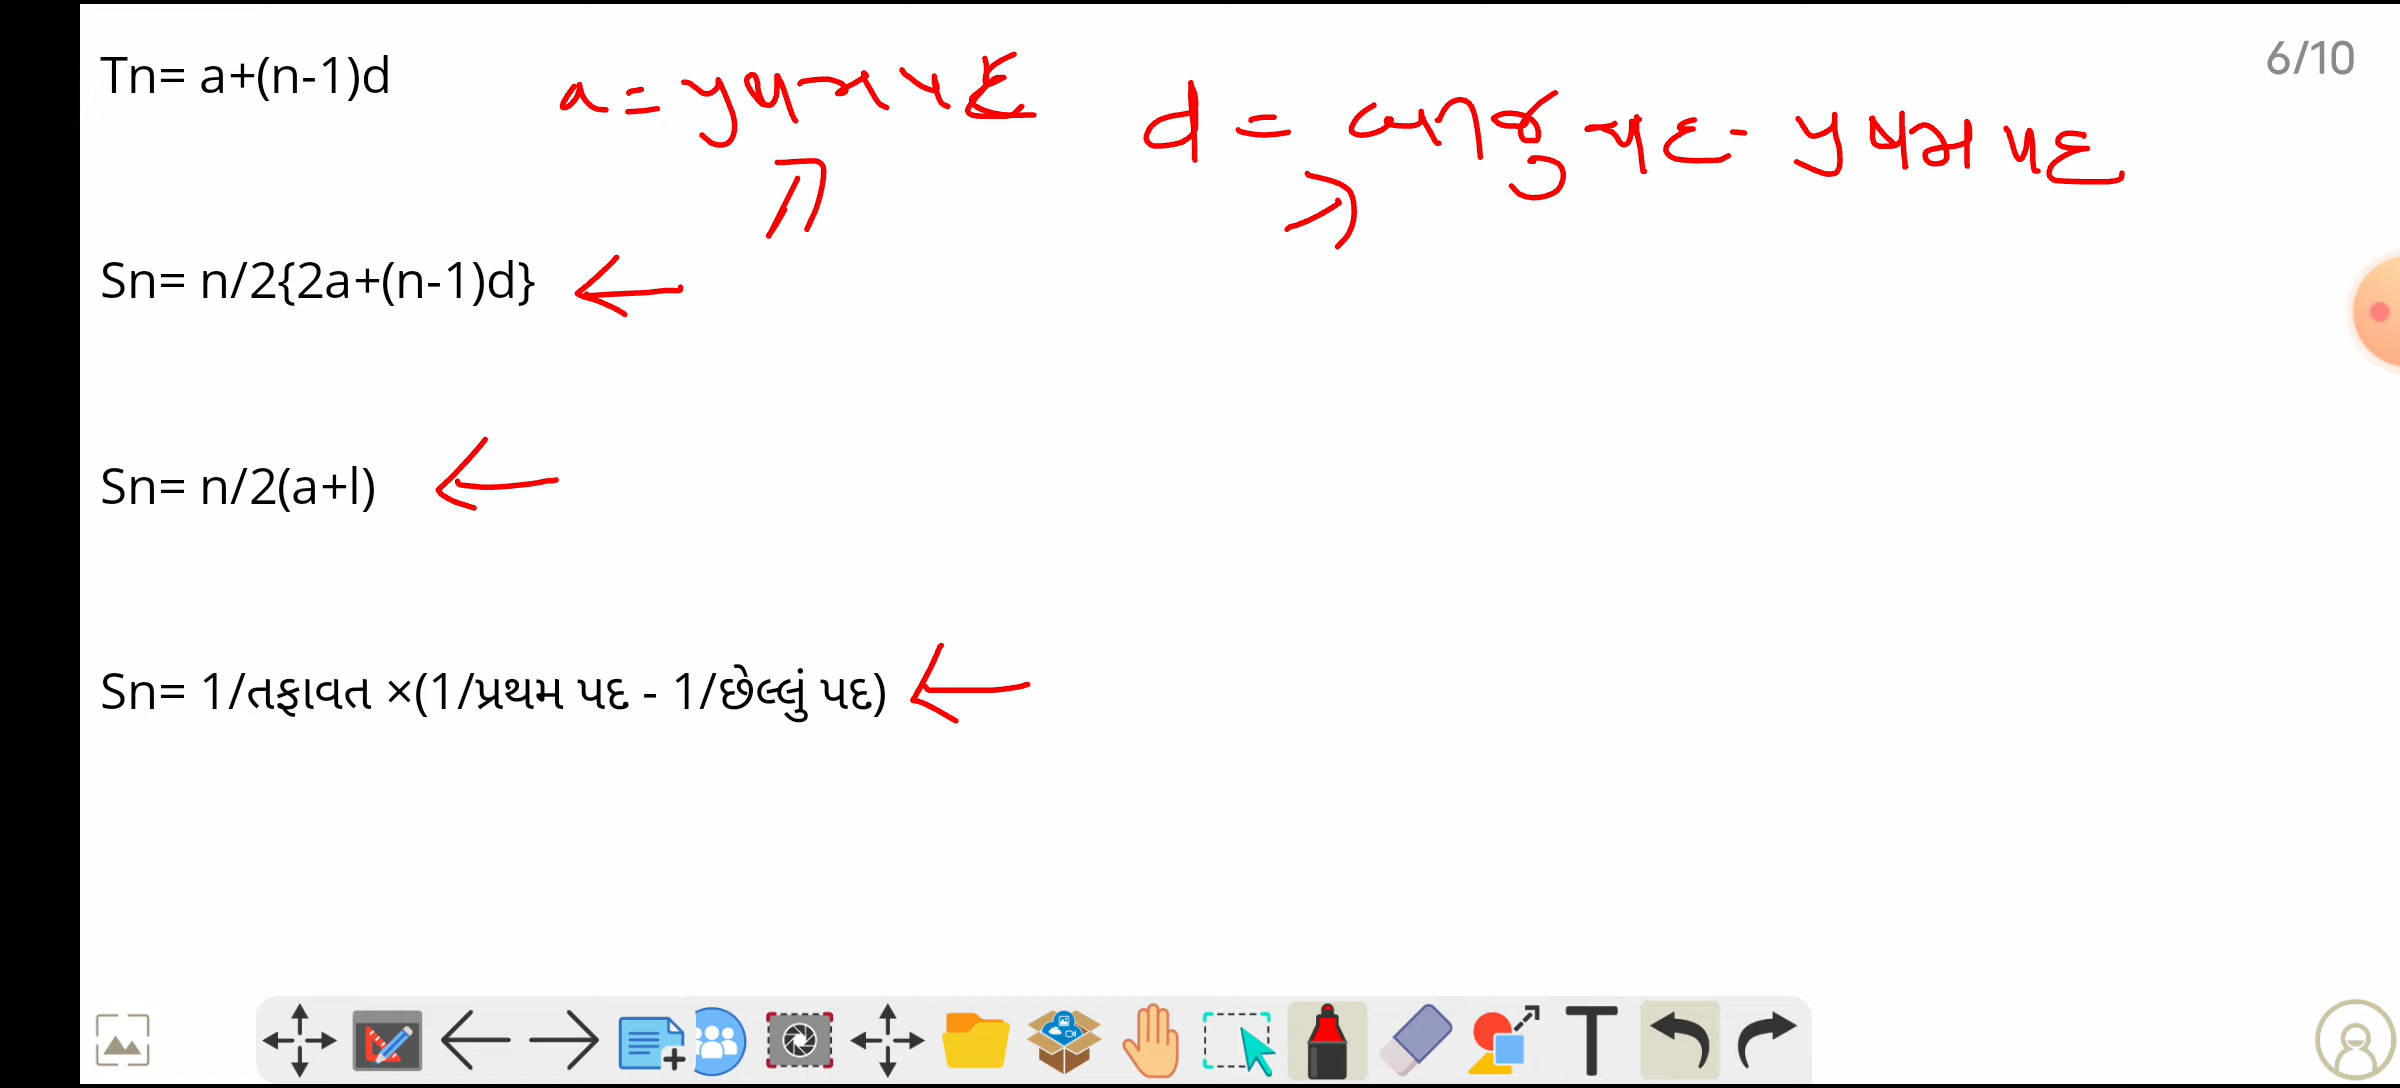 Tn= a+(n-1)d
a = પ્રથમ પદ
d = બાજુ પદ - પ્રથમ પદ
6/10
Sn= n/2{2a+(n-1)d}
Sn= n/2(a+l)
Sn= 1/તફાવત ×(1/પ્રથમ પદ - 1/છેલ્લું પદ)